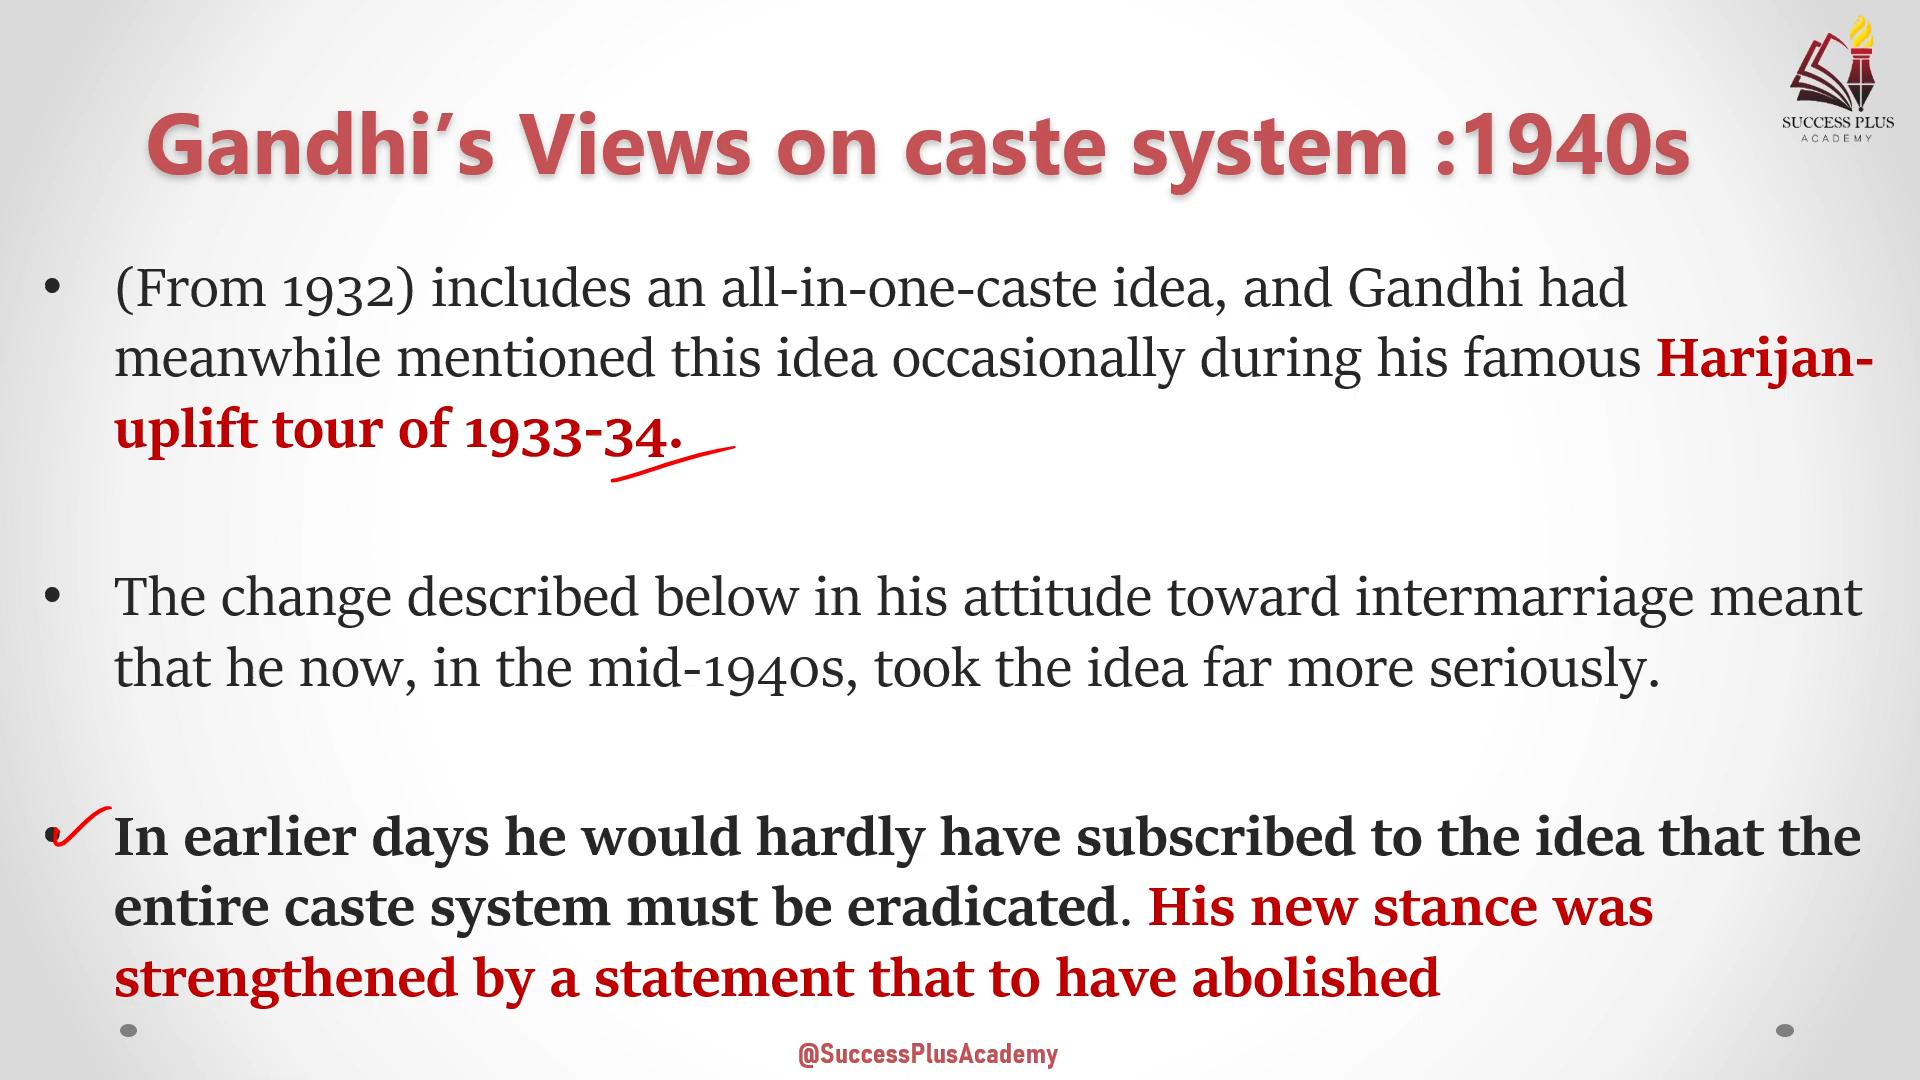 SUCCESS PLUS
ACADEMY
Gandhi’s Views on caste system :1940s
• (From 1932) includes an all-in-one-caste idea, and Gandhi had
meanwhile mentioned this idea occasionally during his famous Harijan-
uplift tour of 1933-34.
• The change described below in his attitude toward intermarriage meant
that he now, in the mid-1940s, took the idea far more seriously.
• In earlier days he would hardly have subscribed to the idea that the
entire caste system must be eradicated. His new stance was
strengthened by a statement that to have abolished
@SuccessPlusAcademy